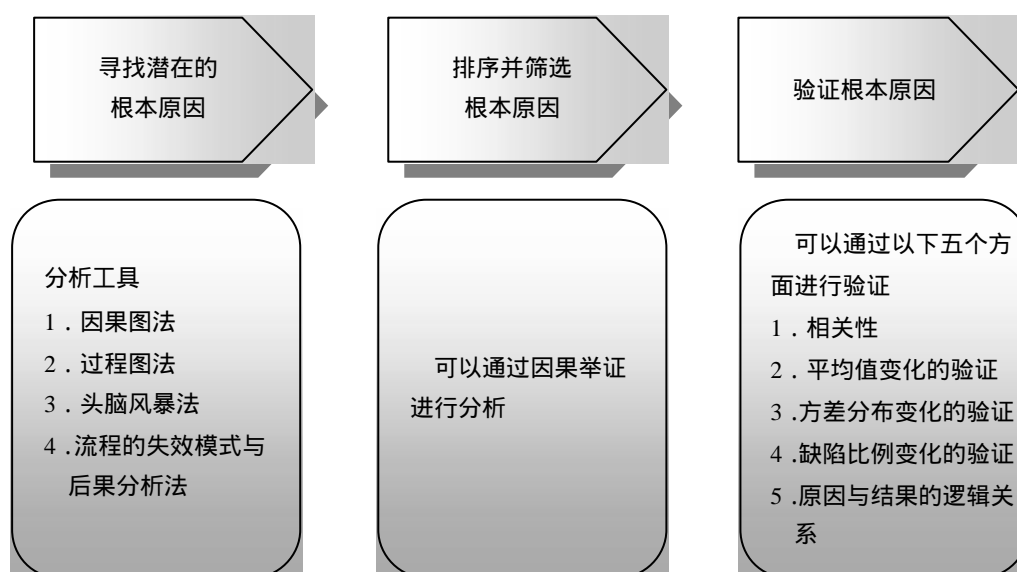 寻找潜在的
根本原因
排序并筛选
根本原因
验证根本原因
分析工具
1．因果图法
2．过程图法
3．头脑风暴法
4．流程的失效模式与
后果分析法
可以通过因果举证
进行分析
可以通过以下五个方
面进行验证
1．相关性
2．平均值变化的验证
3．方差分布变化的验证
4．缺陷比例变化的验证
5．原因与结果的逻辑关
系